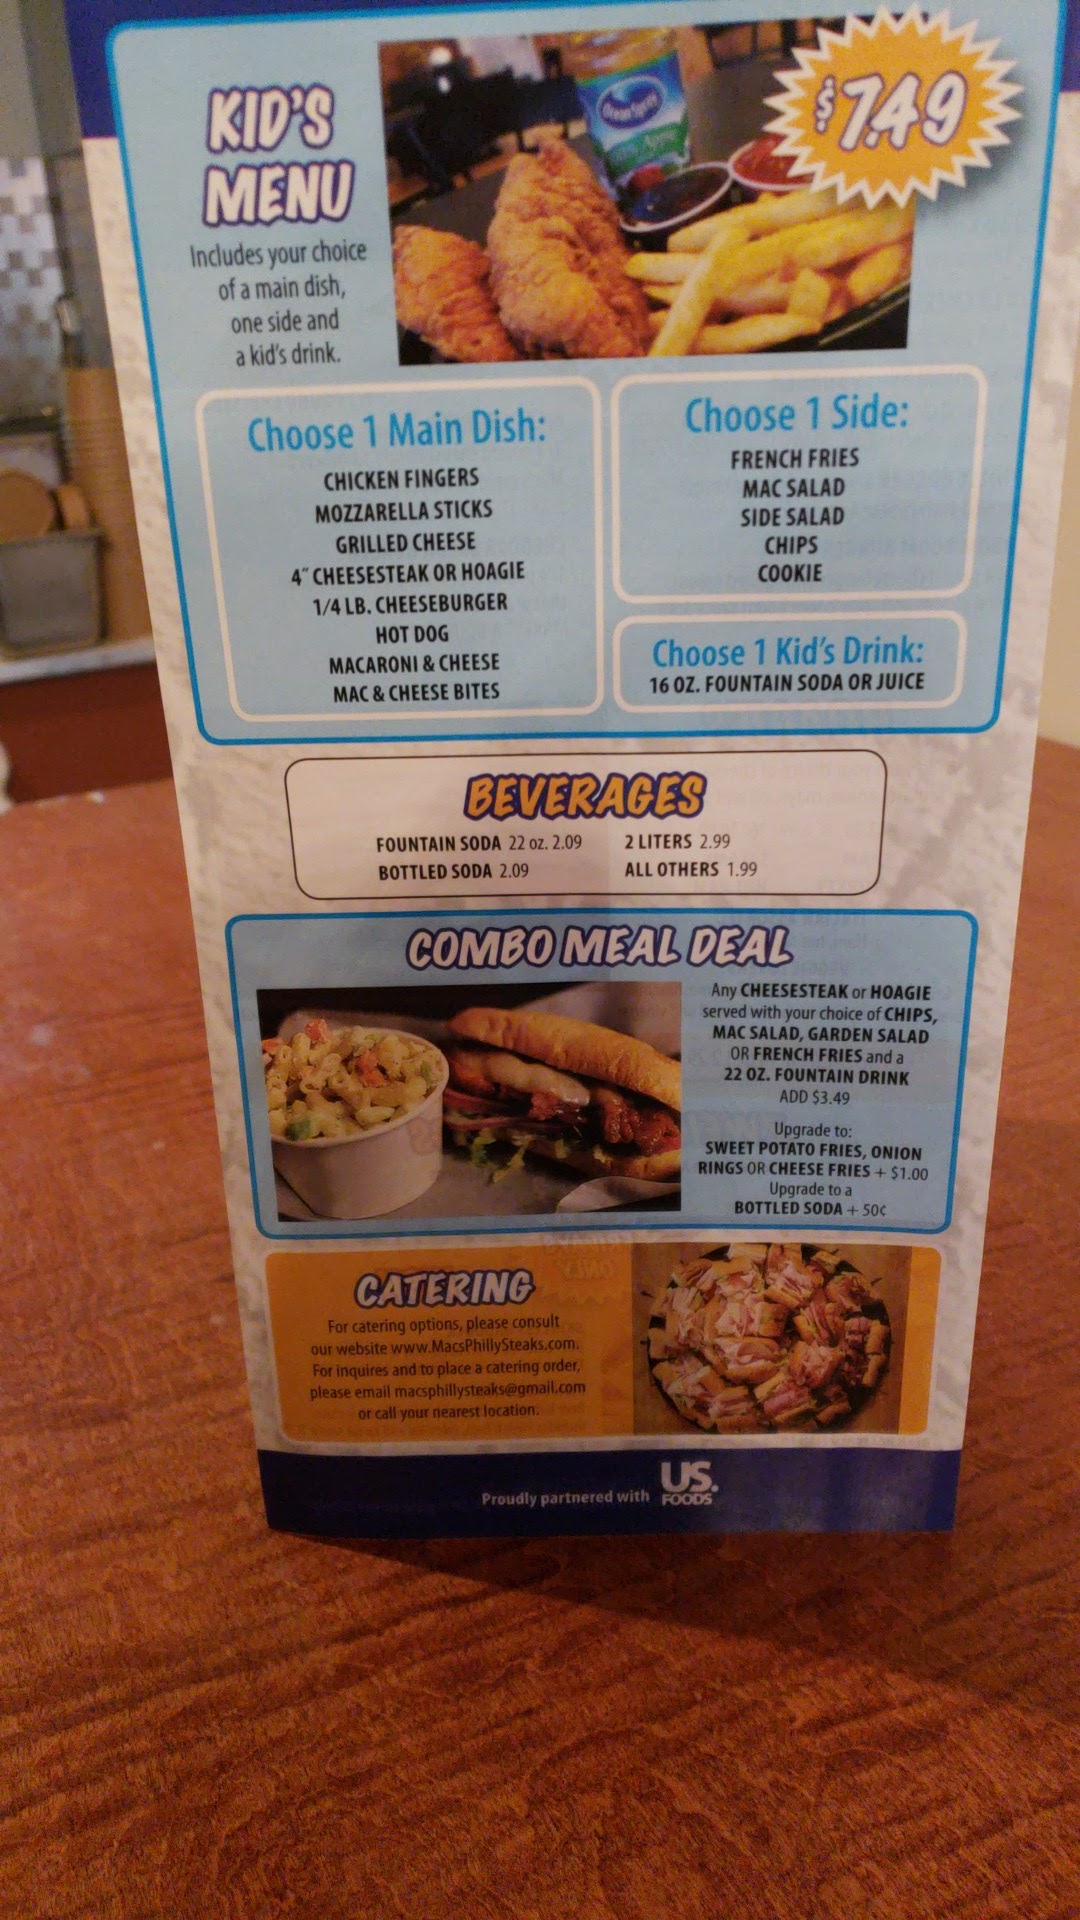 KID'S
MENU
Includes your choice
of a main dish,
one side and
a kid's drink.
Ocean Spray
Apple
$7.49
Choose 1 Main Dish:
CHICKEN FINGERS
MOZZARELLA STICKS
GRILLED CHEESE
4" CHEESESTEAK OR HOAGIE
1/4 LB. CHEESEBURGER
HOT DOG
MACARONI & CHEESE
MAC & CHEESE BITES
Choose 1 Side:
FRENCH FRIES
MAC SALAD
SIDE SALAD
CHIPS
COOKIE
Choose 1 Kid's Drink:
16 OZ. FOUNTAIN SODA OR JUICE
BEVERAGES
FOUNTAIN SODA 22 oz. 2.09
BOTTLED SODA 2.09
2 LITERS 2.99
ALL OTHERS 1.99
COMBO MEAL DEAL
Any CHEESESTEAK or HOAGIE
served with your choice of CHIPS,
MAC SALAD, GARDEN SALAD
OR FRENCH FRIES and a
22 OZ. FOUNTAIN DRINK
ADD $3.49
Upgrade to:
SWEET POTATO FRIES, ONION
RINGS OR CHEESE FRIES + $1.00
Upgrade to a
BOTTLED SODA + 50¢
CATERING
For catering options, please consult
our website www.MacsPhillySteaks.com.
For inquires and to place a catering order,
please email macsphillysteaks@gmail.com
or call your nearest location.
Proudly partnered with US.
FOODS